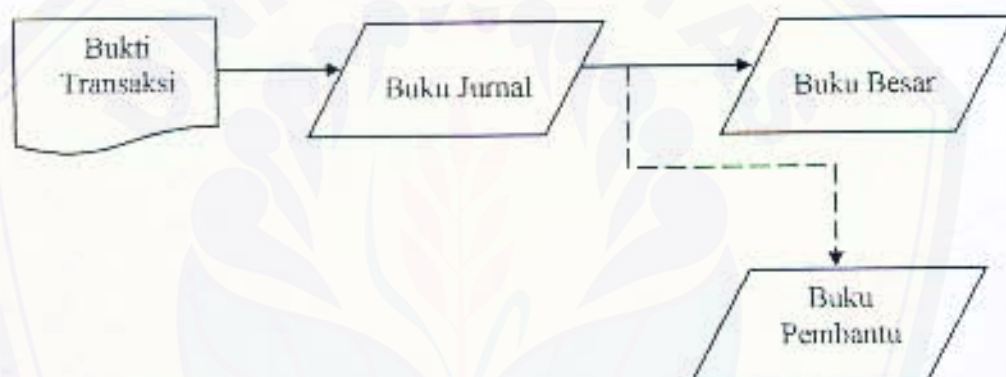 Bukti
Transaksi
Buku Jurnal
Buku Besar
Buku
Pembantu